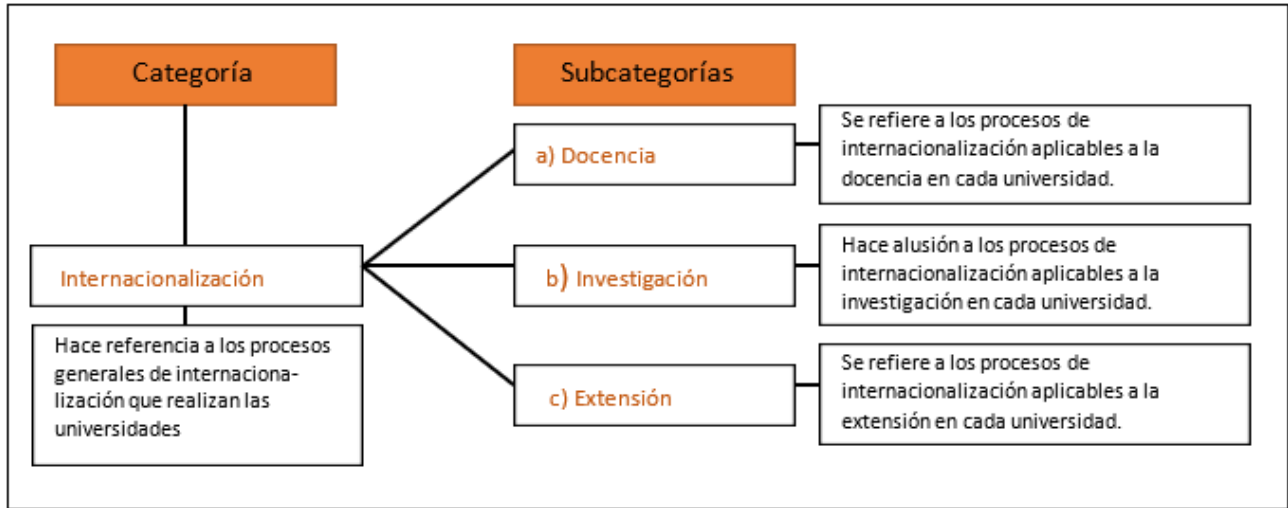 Categoría
Subcategorías
a) Docencia
Se refiere a los procesos de
internacionalización aplicables a la
docencia en cada universidad.
Internacionalización
b) Investigación
Hace alusión a los procesos de
internacionalización aplicables a la
investigación en cada universidad.
Hace referencia a los procesos
generales de internaciona-
lización que realizan las
universidades
c) Extensión
Se refiere a los procesos de
internacionalización aplicables a la
extensión en cada universidad.